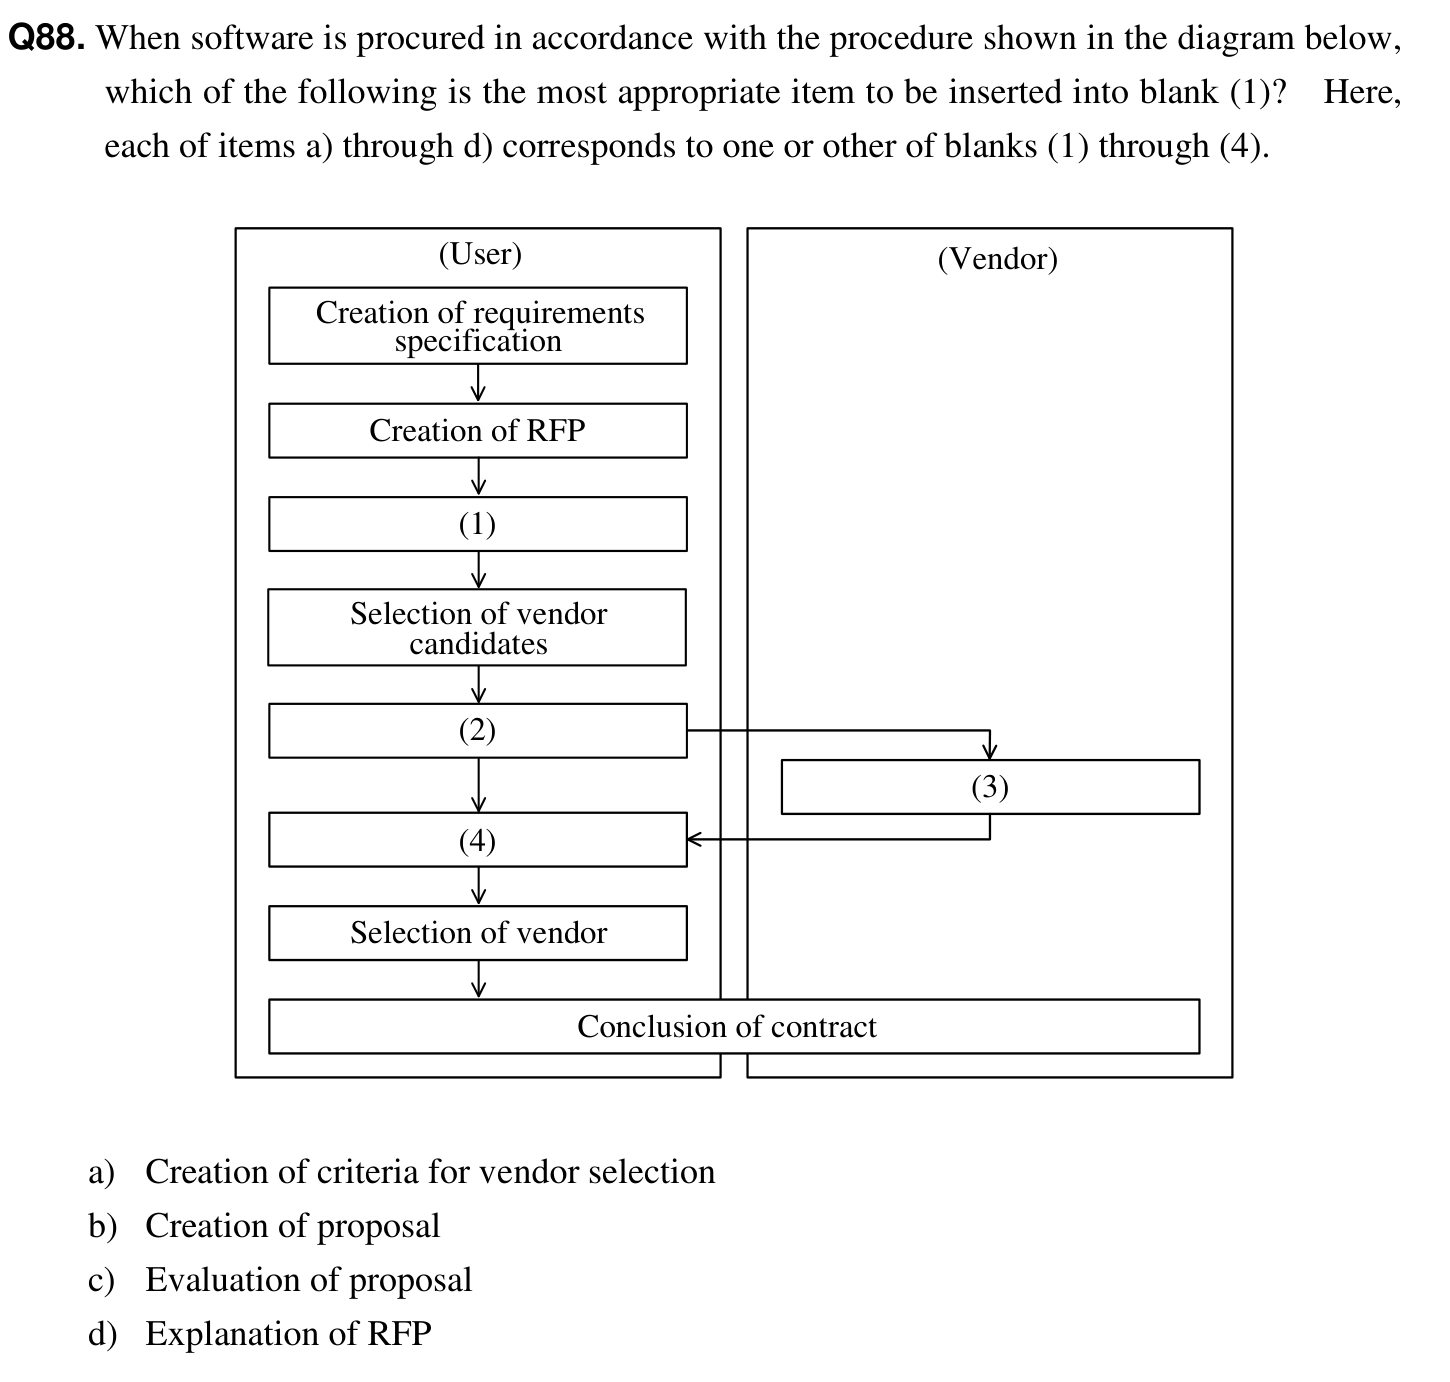 Q88. When software is procured in accordance with the procedure shown in the diagram below,
which of the following is the most appropriate item to be inserted into blank (1)? Here,
each of items a) through d) corresponds to one or other of blanks (1) through (4).
(User)
(Vendor)
Creation of requirements
specification
Creation of RFP
(1)
Selection of vendor
candidates
(2)
(3)
(4)
Selection of vendor
Conclusion of contract
a) Creation of criteria for vendor selection
b) Creation of proposal
c) Evaluation of proposal
d) Explanation of RFP